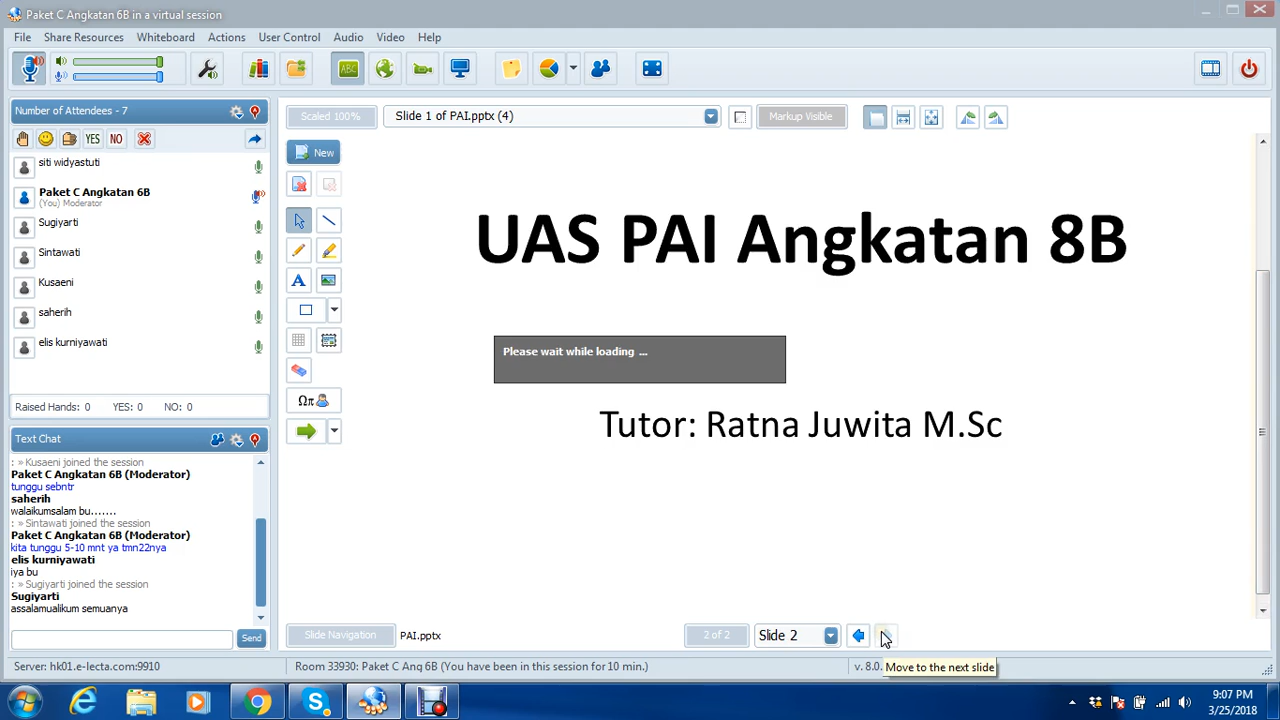 Paket C Angkatan 6B in a virtual session
File Share Resources Whiteboard Actions User Control Audio Video Help
ABC
Number of Attendees - 7
YES NO
siti widyastuti
Paket C Angkatan 6B
(You) Moderator
Sugiyarti
Sintawati
Kusaeni
saherih
elis kurniyawati
Raised Hands: 0 YES: 0 NO: 0
Text Chat
: » Kusaeni joined the session
Paket C Angkatan 6B (Moderator)
tunggu sebntr
saherih
walaikumsalam bu.......
: » Sintawati joined the session
Paket C Angkatan 6B (Moderator)
kita tunggu 5-10 mnt ya tmn22nya
elis kurniyawati
iya bu
: » Sugiyarti joined the session
Sugiyarti
assalamualikum semuanya
Send
Scaled 100%
Slide 1 of PAI.pptx (4)
Markup Visible
New
A
Ωπ
UAS PAI Angkatan 8B
Please wait while loading ...
Tutor: Ratna Juwita M.Sc
Slide Navigation PAI.pptx 2 of 2 Slide 2
Move to the next slide
Server: hk01.e-lecta.com:9910 Room 33930: Paket C Ang 6B (You have been in this session for 10 min.) v. 8.0.
9:07 PM
3/25/2018